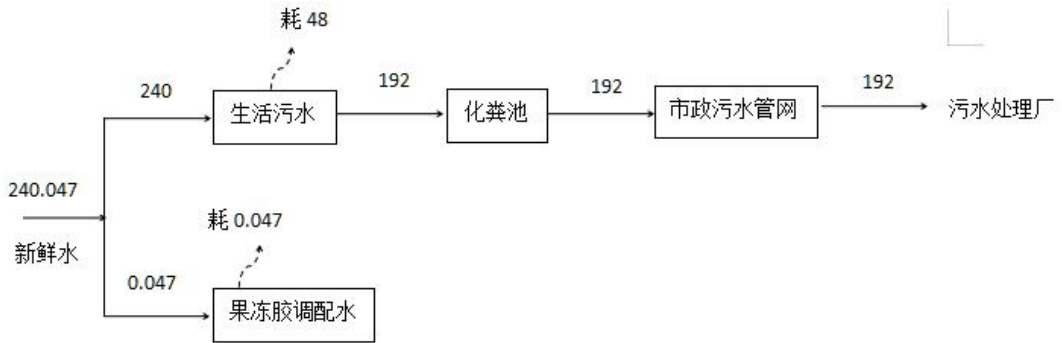 耗 48
240
192
192
192
生活污水
化粪池
市政污水管网
污水处理厂
240.047
新鲜水
耗 0.047
0.047
果冻胶调配水